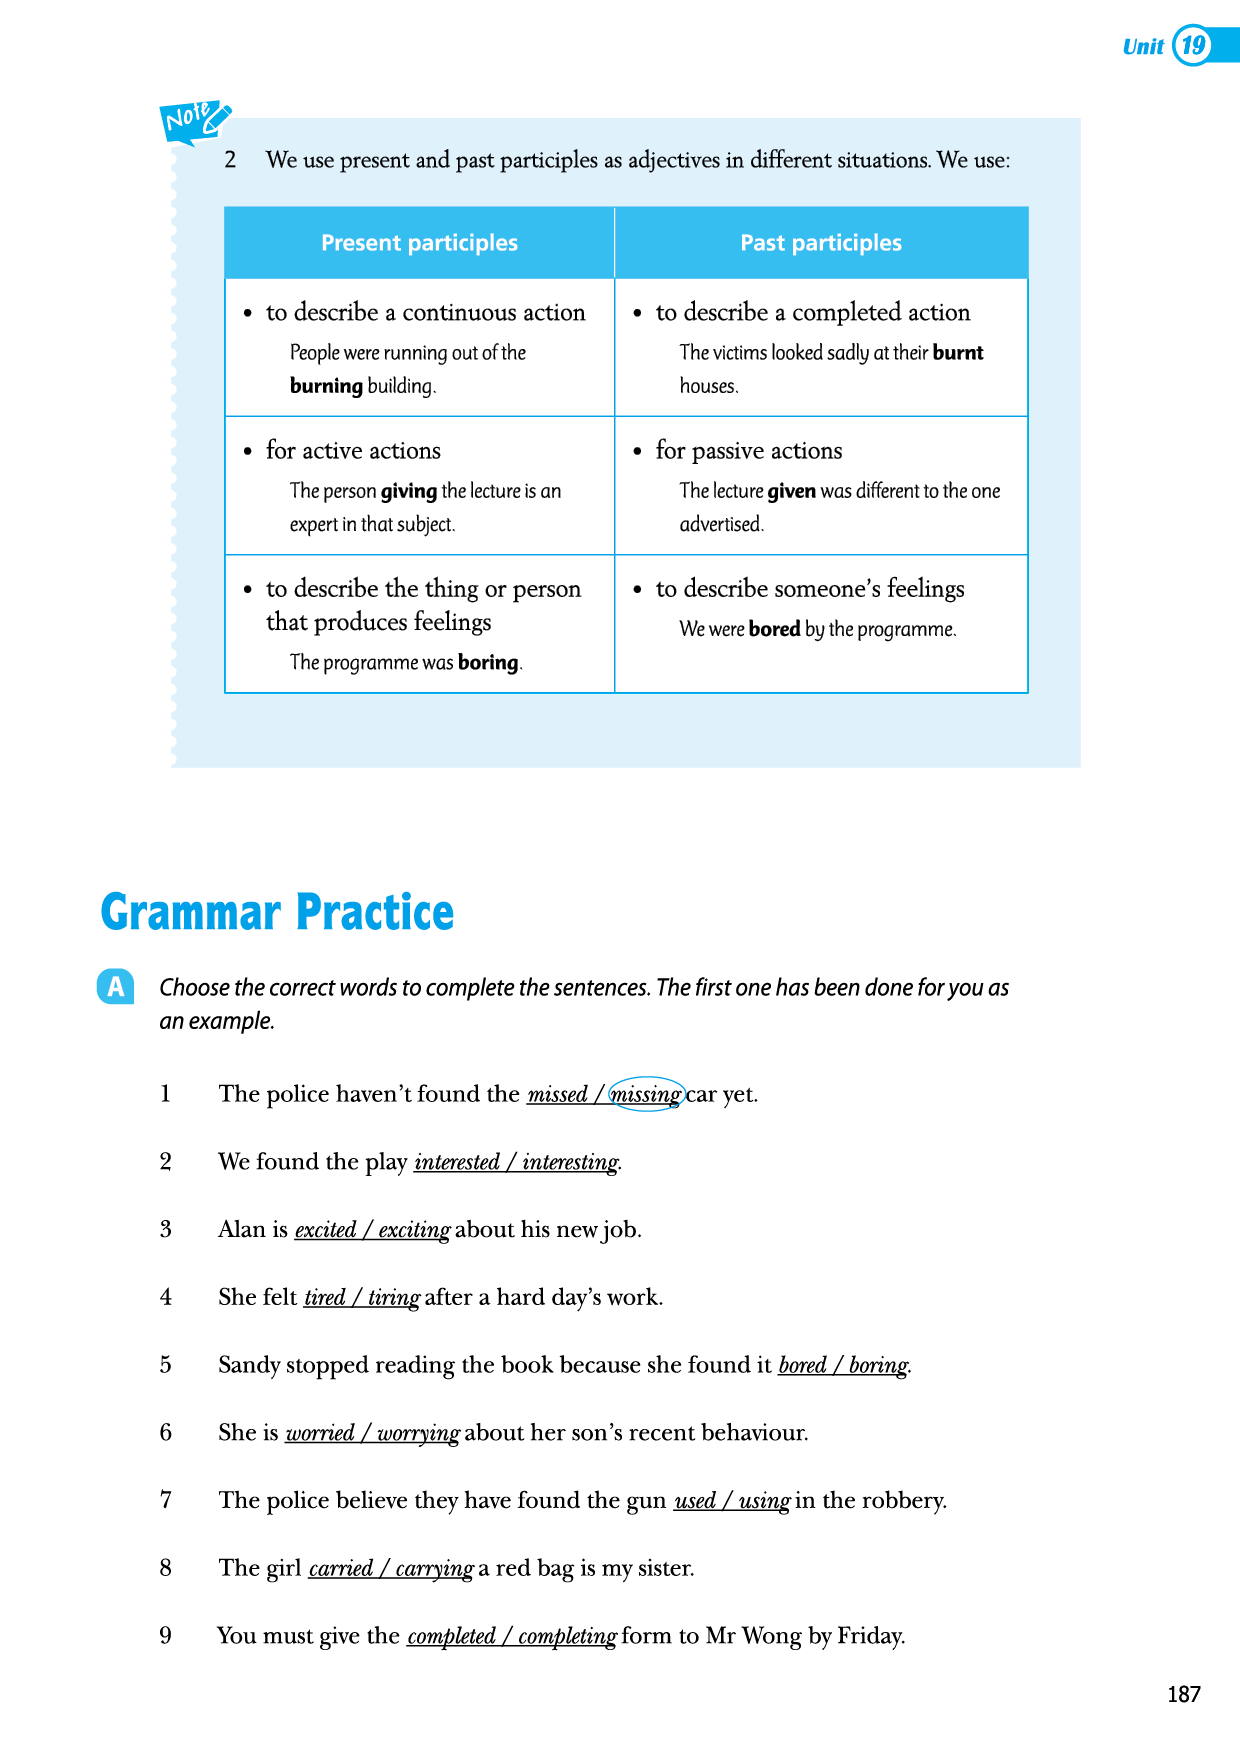 Unit 19
Note
2 We use present and past participles as adjectives in different situations. We use:
Present participles
Past participles
• to describe a continuous action
People were running out of the
burning building.
• to describe a completed action
The victims looked sadly at their burnt
houses.
• for active actions
The person giving the lecture is an
expert in that subject.
• for passive actions
The lecture given was different to the one
advertised.
• to describe the thing or person
that produces feelings
The programme was boring.
• to describe someone's feelings
We were bored by the programme.
Grammar Practice
A Choose the correct words to complete the sentences. The first one has been done for you as
an example.
1 The police haven't found the missed / missing car yet.
2 We found the play interested / interesting.
3 Alan is excited / exciting about his new job.
4 She felt tired / tiring after a hard day's work.
5 Sandy stopped reading the book because she found it bored / boring.
6 She is worried / worrying about her son's recent behaviour.
7 The police believe they have found the gun used / using in the robbery.
8 The girl carried / carrying a red bag is my sister.
9 You must give the completed / completing form to Mr Wong by Friday.
187